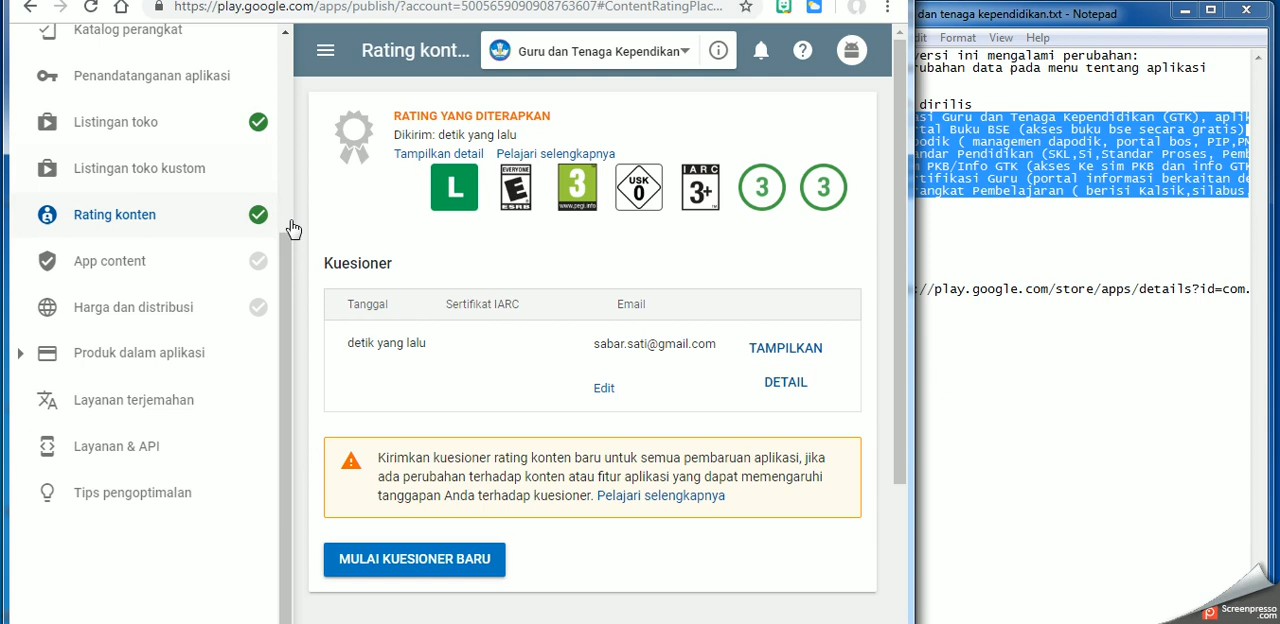 https://play.google.com/apps/publish/?account=5005659090908763607#ContentRatingPlac...
Katalog perangkat
Penandatanganan aplikasi
Listingan toko
Listingan toko kustom
Rating konten
App content
Harga dan distribusi
Produk dalam aplikasi
Layanan terjemahan
Layanan & API
Tips pengoptimalan
Rating kont...
Guru dan Tenaga Kependikan
RATING YANG DITERAPKAN
Dikirim: detik yang lalu
Tampilkan detail Pelajari selengkapnya
L
EVERYONE
E
ESRB
3
www.pegi.info
USK
0
IARC
3+
3
3
Kuesioner
Tanggal Sertifikat IARC Email
detik yang lalu sabar.sati@gmail.com TAMPILKAN
DETAIL
Edit
Kirimkan kuesioner rating konten baru untuk semua pembaruan aplikasi, jika
ada perubahan terhadap konten atau fitur aplikasi yang dapat memengaruhi
tanggapan Anda terhadap kuesioner. Pelajari selengkapnya
MULAI KUESIONER BARU
dan tenaga kependidikan.txt - Notepad
dit Format View Help
versi ini mengalami perubahan:
rubahan data pada menu tentang aplikasi
dirilis
asi Guru dan Tenaga Kependidikan (GTK), aplik
rtal Buku BSE (akses buku bse secara gratis)
podik ( managemen dapodik, portal bos, PIP,PM
andar Pendidikan (SKL,Si,Standar Proses, Pemb
m PKB/Info GTK (akses Ke sim PKB dan info GTK
rtifikasi Guru (portal informasi berkaitan de
rangkat Pembelajaran ( berisi Kalsik,silabus,
://play.google.com/store/apps/details?id=com.
Screenpresso
.com